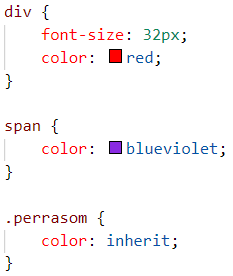 div {
font-size: 32px;
color: red;
}
span {
color: blueviolet;
}
.perrasom {
color: inherit;
}